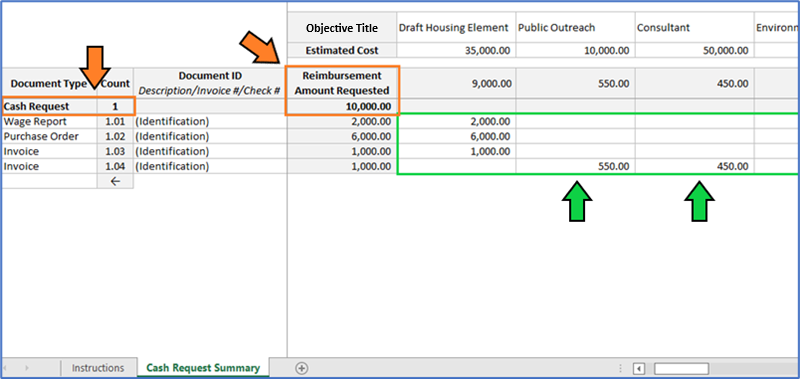 Objective Title Draft Housing Element Public Outreach Consultant Environn
Estimated Cost 35,000.00 10,000.00 50,000.00
Document Type Count Document ID Description/Invoice #/Check # Reimbursement Amount Requested 9,000.00 550.00 450.00
Cash Request 1 10,000.00
Wage Report 1.01 (Identification) 2,000.00 2,000.00
Purchase Order 1.02 (Identification) 6,000.00 6,000.00
Invoice 1.03 (Identification) 1,000.00 1,000.00
Invoice 1.04 (Identification) 1,000.00 550.00 450.00
Instructions Cash Request Summary